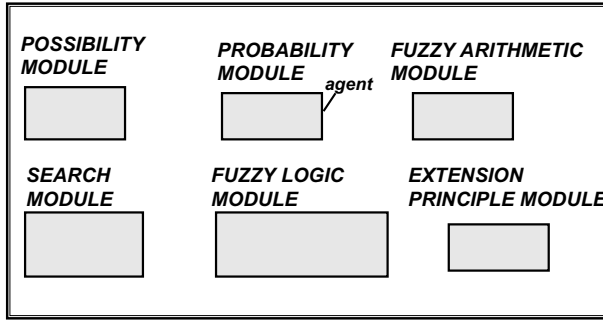 POSSIBILITY
MODULE
PROBABILITY
MODULE
agent
FUZZY ARITHMETIC
MODULE
SEARCH
MODULE
FUZZY LOGIC
MODULE
EXTENSION
PRINCIPLE MODULE